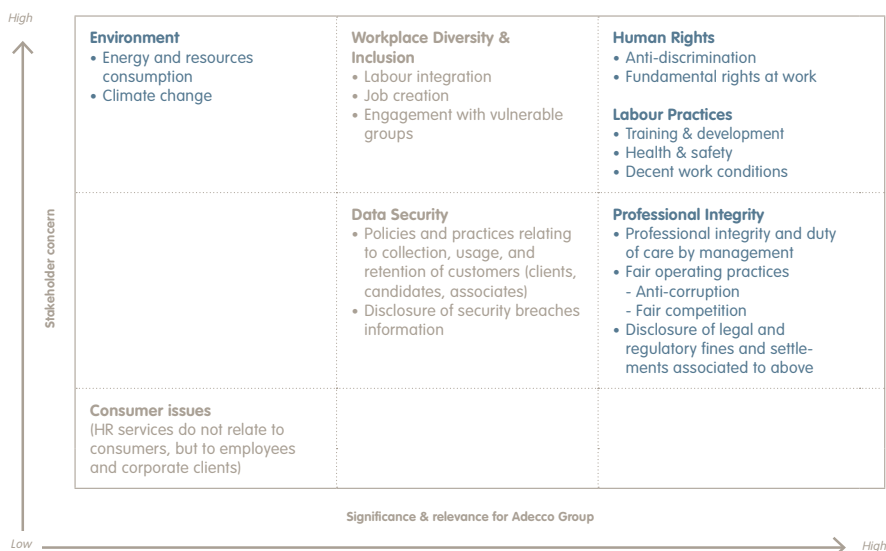 High
Environment
• Energy and resources
consumption
• Climate change
Workplace Diversity &
Inclusion
• Labour integration
• Job creation
• Engagement with vulnerable
groups
Human Rights
• Anti-discrimination
• Fundamental rights at work
Labour Practices
• Training & development
• Health & safety
• Decent work conditions
Stakeholder concern
Data Security
• Policies and practices relating
to collection, usage, and
retention of customers (clients,
candidates, associates)
• Disclosure of security breaches
information
Professional Integrity
• Professional integrity and duty
of care by management
• Fair operating practices
- Anti-corruption
- Fair competition
• Disclosure of legal and
regulatory fines and settle-
ments associated to above
Consumer issues
(HR services do not relate to
consumers, but to employees
and corporate clients)
Significance & relevance for Adecco Group
Low
High